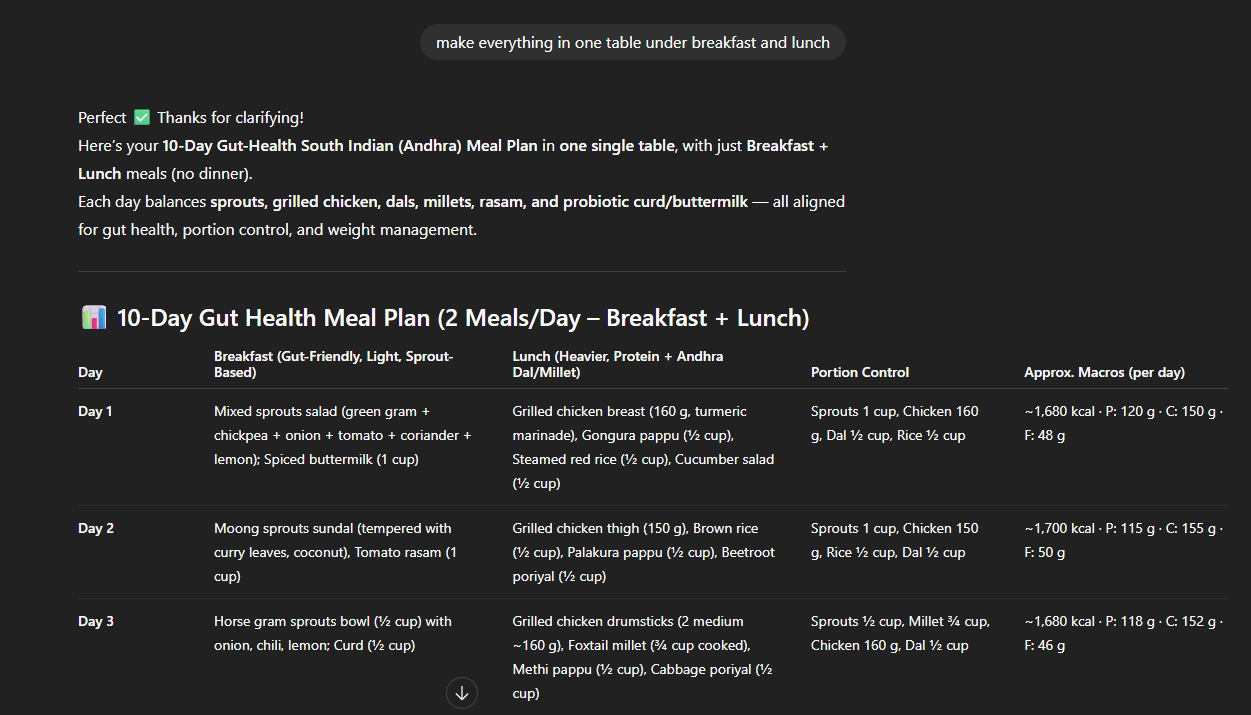 make everything in one table under breakfast and lunch
Perfect ✅ Thanks for clarifying!
Here’s your 10-Day Gut-Health South Indian (Andhra) Meal Plan in one single table, with just Breakfast +
Lunch meals (no dinner).
Each day balances sprouts, grilled chicken, dals, millets, rasam, and probiotic curd/buttermilk — all aligned
for gut health, portion control, and weight management.
📊 10-Day Gut Health Meal Plan (2 Meals/Day – Breakfast + Lunch)
Day
Breakfast (Gut-Friendly, Light, Sprout-
Based)
Lunch (Heavier, Protein + Andhra
Dal/Millet)
Portion Control
Approx. Macros (per day)
Day 1
Mixed sprouts salad (green gram +
chickpea + onion + tomato + coriander +
lemon); Spiced buttermilk (1 cup)
Grilled chicken breast (160 g, turmeric
marinade), Gongura pappu (½ cup),
Steamed red rice (½ cup), Cucumber salad
(½ cup)
Sprouts 1 cup, Chicken 160
g, Dal ½ cup, Rice ½ cup
~1,680 kcal · P: 120 g · C: 150 g ·
F: 48 g
Day 2
Moong sprouts sundal (tempered with
curry leaves, coconut), Tomato rasam (1
cup)
Grilled chicken thigh (150 g), Brown rice
(½ cup), Palakura pappu (½ cup), Beetroot
poriyal (½ cup)
Sprouts 1 cup, Chicken 150
g, Rice ½ cup, Dal ½ cup
~1,700 kcal · P: 115 g · C: 155 g ·
F: 50 g
Day 3
Horse gram sprouts bowl (½ cup) with
onion, chili, lemon; Curd (½ cup)
Grilled chicken drumsticks (2 medium
~160 g), Foxtail millet (¾ cup cooked),
Methi pappu (½ cup), Cabbage poriyal (½
cup)
Sprouts ½ cup, Millet ¾ cup,
Chicken 160 g, Dal ½ cup
~1,680 kcal · P: 118 g · C: 152 g ·
F: 46 g